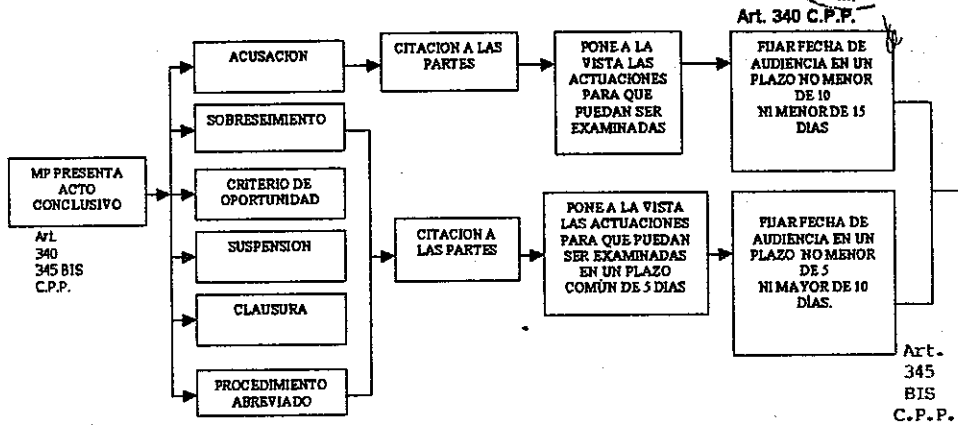 Art. 340 C.P.P.
ACUSACION
CITACION A LAS
PARTES
PONE A LA
VISTA LAS
ACTUACIONES
PARA QUE
PUEDAN SER
EXAMINADAS
FIJAR FECHA DE
AUDIENCIA EN UN
PLAZO NO MENOR
DE 10
NI MENOR DE 15
DIAS
SOBRESEIMIENTO
MP PRESENTA
ACTO
CONCLUSIVO
Art.
340
345 BIS
C.P.P.
CRITERIO DE
OPORTUNIDAD
SUSPENSION
CLAUSURA
PROCEDIMIENTO
ABREVIADO
CITACION A
LAS PARTES
PONE A LA VISTA
LAS ACTUACIONES
PARA QUE PUEDAN
SER EXAMINADAS
EN UN PLAZO
COMÙN DE 5 DIAS
FIJAR FECHA DE
AUDIENCIA EN UN
PLAZO NO MENOR
DE 5
NI MAYOR DE 10
DÌAS.
Art.
345
BIS
C.P.P.